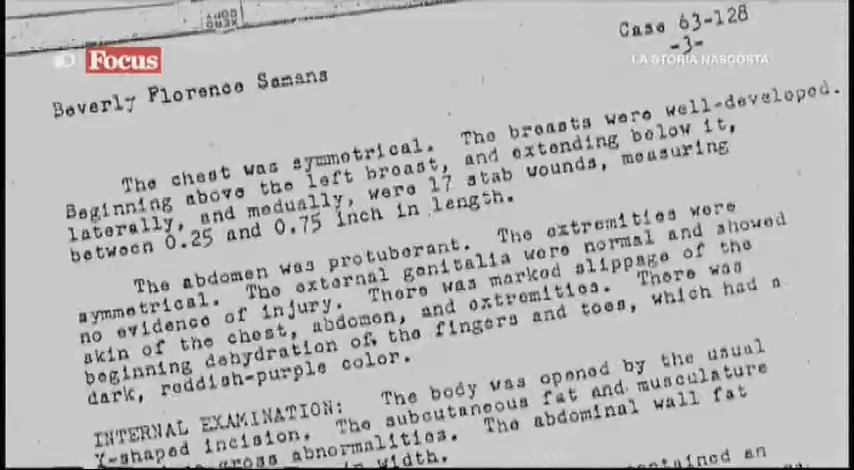 Case 63-128
-3-
Focus
LA STORIA NASCOSTA
Beverly Florence Samans
The chest was symmetrical. The breasts were well-developed.
Beginning above the left breast, and extending below it,
laterally, and medually, were 17 stab wounds, measuring
between 0.25 and 0.75 inch in length.
The abdomen was protuberant. The extremities were
symmetrical. The external genitalia were normal and showed
no evidence of injury. There was marked slippage of the
skin of the chest, abdomen, and extremities. There was
beginning dehydration of the fingers and toes, which had a
dark, reddish-purple color.
INTERNAL EXAMINATION: The body was opened by the usual
Y-shaped incision. The subcutaneous fat and musculature
gross abnormalities. The abdominal wall fat
in width.
contained an